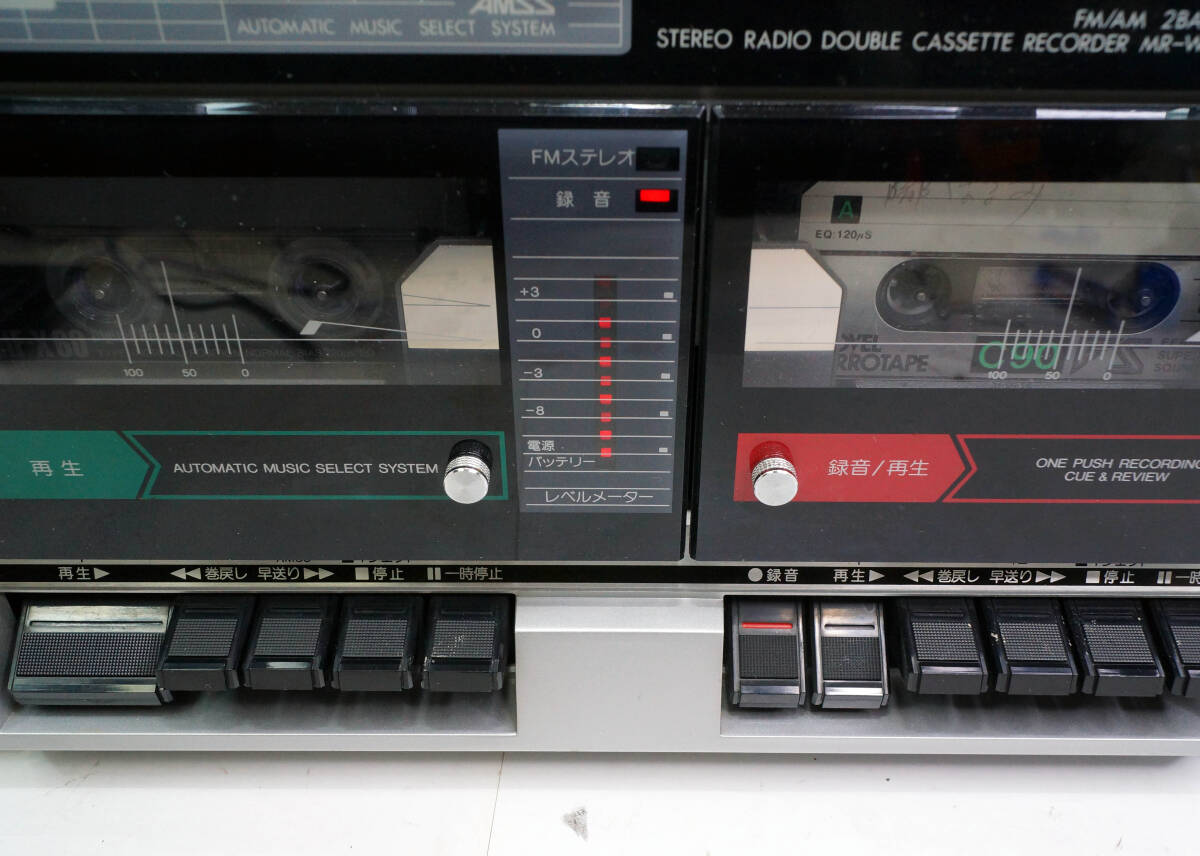 AMSS
AUTOMATIC MUSIC SELECT SYSTEM
FM/AM
STEREO RADIO DOUBLE CASSETTE RECORDER MR-W
FMステレオ
録音
+3
0
-3
-8
電源
バッテリー
レベルメーター
100 50 0
再生
AUTOMATIC MUSIC SELECT SYSTEM
A
EQ:120μS
C90
100 50 0
録音/再生
ONE PUSH RECORDING
CUE & REVIEW
再生▶ ◀◀巻戻し 早送り▶▶ ■停止 ▮▮一時停止
●録音 再生▶ ◀◀巻戻し 早送り▶▶ ■停止 ▮▮一時